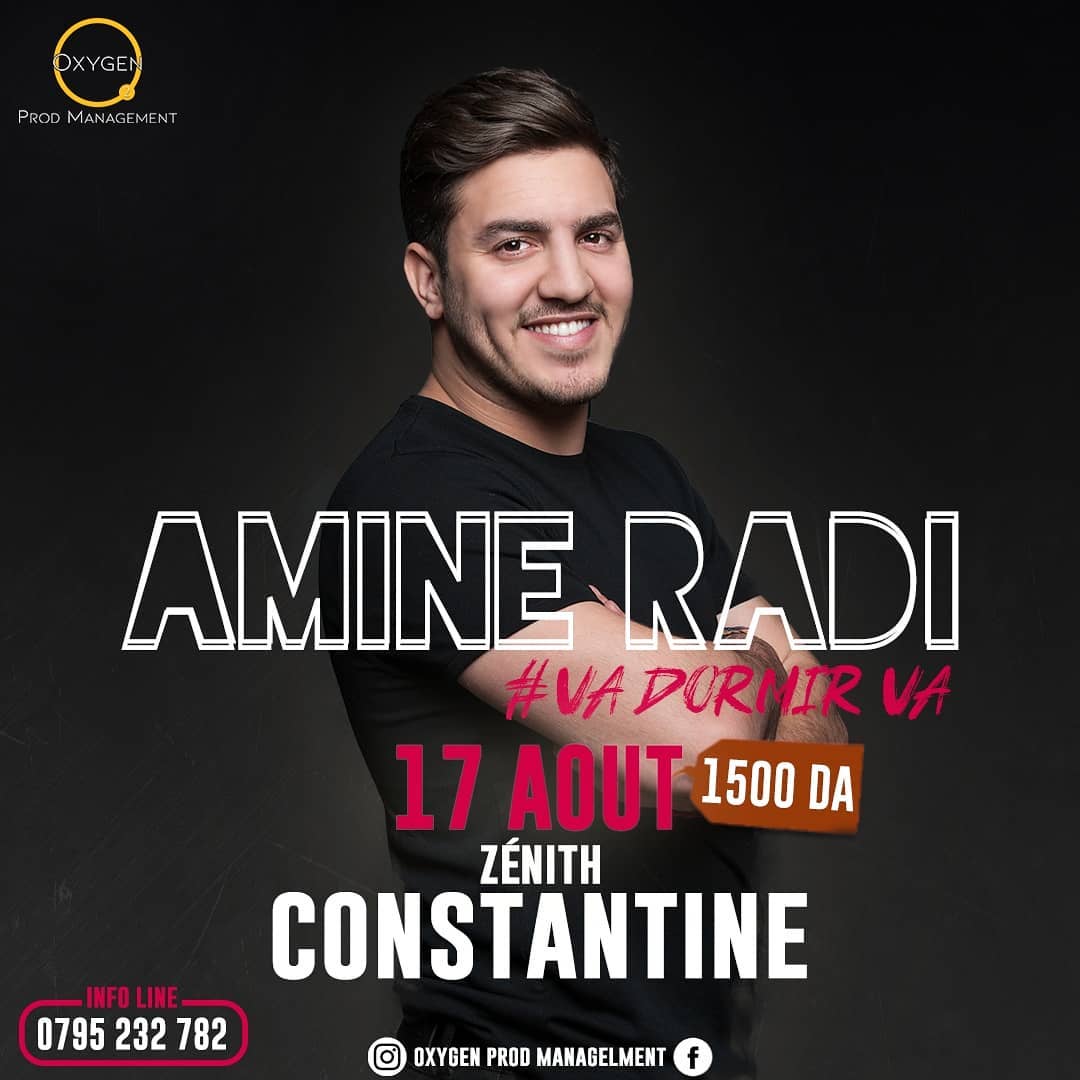 OXYGEN
PROD MANAGEMENT
AMINE RADI
#VA DORMIR VA
17 AOUT
1500 DA
ZÉNITH
CONSTANTINE
INFO LINE
0795 232 782
OXYGEN PROD MANAGELMENT